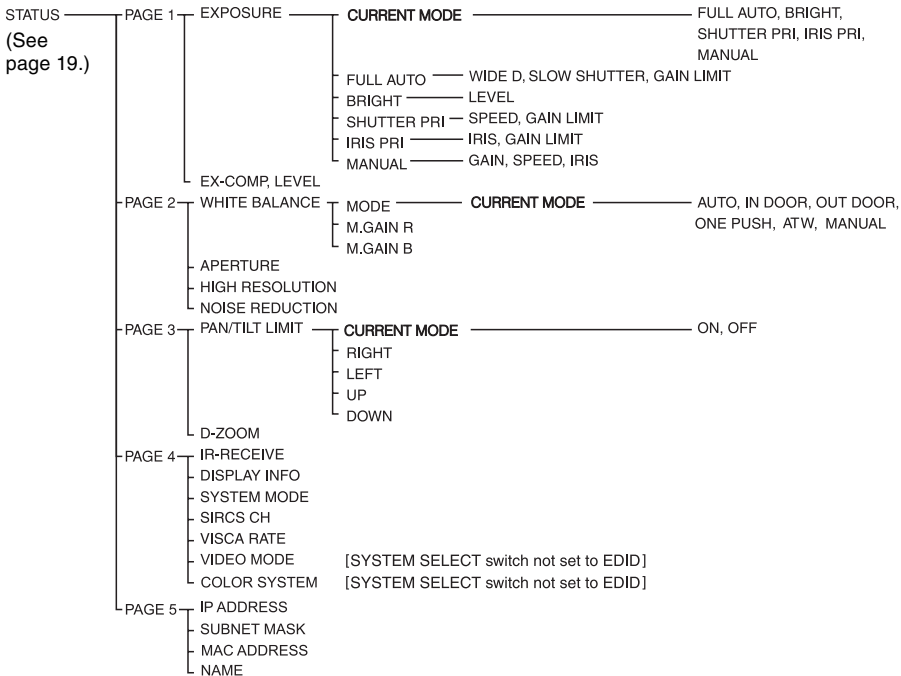 STATUS PAGE 1 EXPOSURE CURRENT MODE FULL AUTO, BRIGHT,
(See SHUTTER PRI, IRIS PRI,
page 19.) MANUAL
FULL AUTO WIDE D, SLOW SHUTTER, GAIN LIMIT
BRIGHT LEVEL
SHUTTER PRI SPEED, GAIN LIMIT
IRIS PRI IRIS, GAIN LIMIT
MANUAL GAIN, SPEED, IRIS
EX-COMP, LEVEL
PAGE 2 WHITE BALANCE MODE CURRENT MODE AUTO, IN DOOR, OUT DOOR,
M.GAIN R ONE PUSH, ATW, MANUAL
M.GAIN B
APERTURE
HIGH RESOLUTION
NOISE REDUCTION
PAGE 3 PAN/TILT LIMIT CURRENT MODE ON, OFF
RIGHT
LEFT
UP
DOWN
D-ZOOM
PAGE 4 IR-RECEIVE
DISPLAY INFO
SYSTEM MODE
SIRCS CH
VISCA RATE
VIDEO MODE [SYSTEM SELECT switch not set to EDID]
COLOR SYSTEM [SYSTEM SELECT switch not set to EDID]
PAGE 5 IP ADDRESS
SUBNET MASK
MAC ADDRESS
NAME